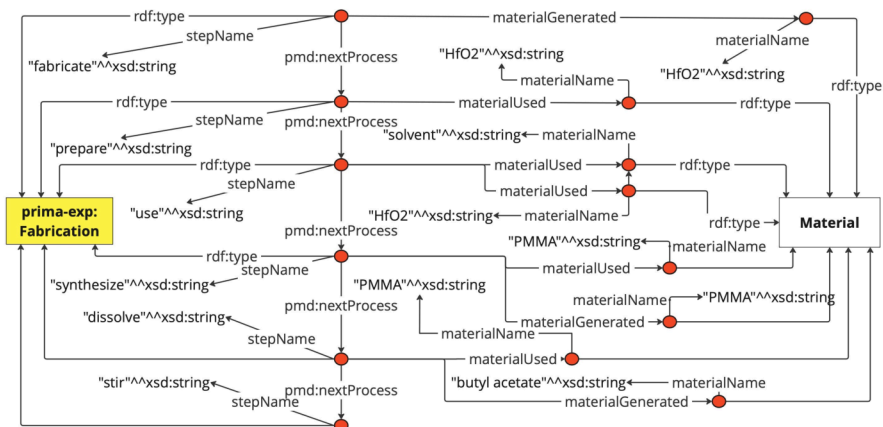 rdf:type
materialGenerated
stepName
materialName
"fabricate"^^xsd:string
pmd:nextProcess
"HfO2"^^xsd:string
"HfO2"^^xsd:string
materialName
rdf:type
rdf:type
materialUsed
rdf:type
stepName
pmd:nextProcess
"solvent"^^xsd:string
materialName
"prepare"^^xsd:string
rdf:type
materialUsed
rdf:type
stepName
materialUsed
"use"^^xsd:string
"HfO2"^^xsd:string
materialName
rdf:type
prima-exp:
Fabrication
Material
pmd:nextProcess
"PMMA"^^xsd:string
materialName
rdf:type
stepName
materialUsed
"synthesize"^^xsd:string
"PMMA"^^xsd:string
materialName
"PMMA"^^xsd:string
pmd:nextProcess
"dissolve"^^xsd:string
materialGenerated
stepName
materialName
materialUsed
"stir"^^xsd:string
pmd:nextProcess
"butyl acetate"^^xsd:string
materialName
stepName
materialGenerated